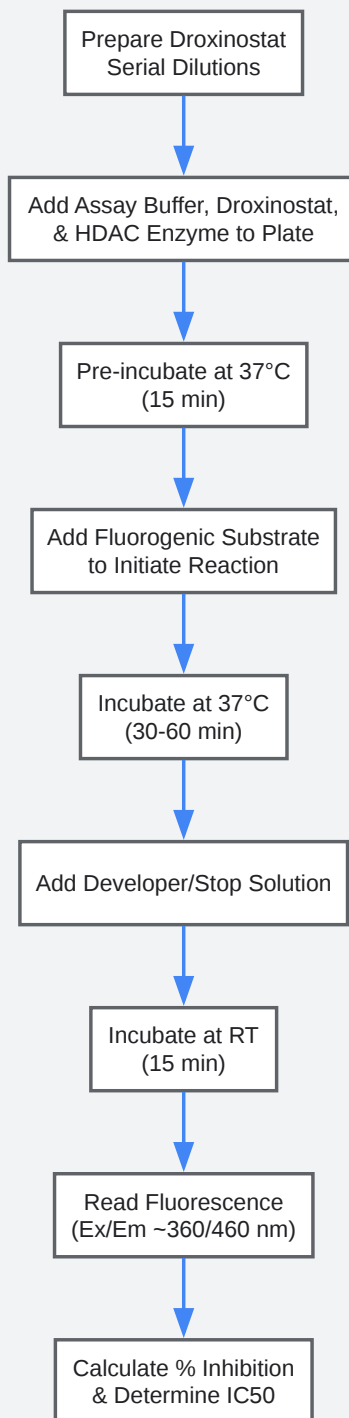 Prepare Droxinostat
Serial Dilutions
Add Assay Buffer, Droxinostat,
& HDAC Enzyme to Plate
Pre-incubate at 37°C
(15 min)
Add Fluorogenic Substrate
to Initiate Reaction
Incubate at 37°C
(30-60 min)
Add Developer/Stop Solution
Incubate at RT
(15 min)
Read Fluorescence
(Ex/Em ~360/460 nm)
Calculate % Inhibition
& Determine IC50